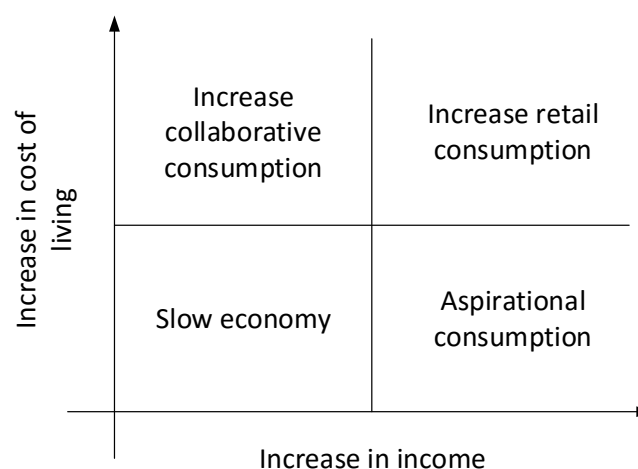 Increase in cost of
living
Increase
collaborative
consumption
Increase retail
consumption
Slow economy
Aspirational
consumption
Increase in income